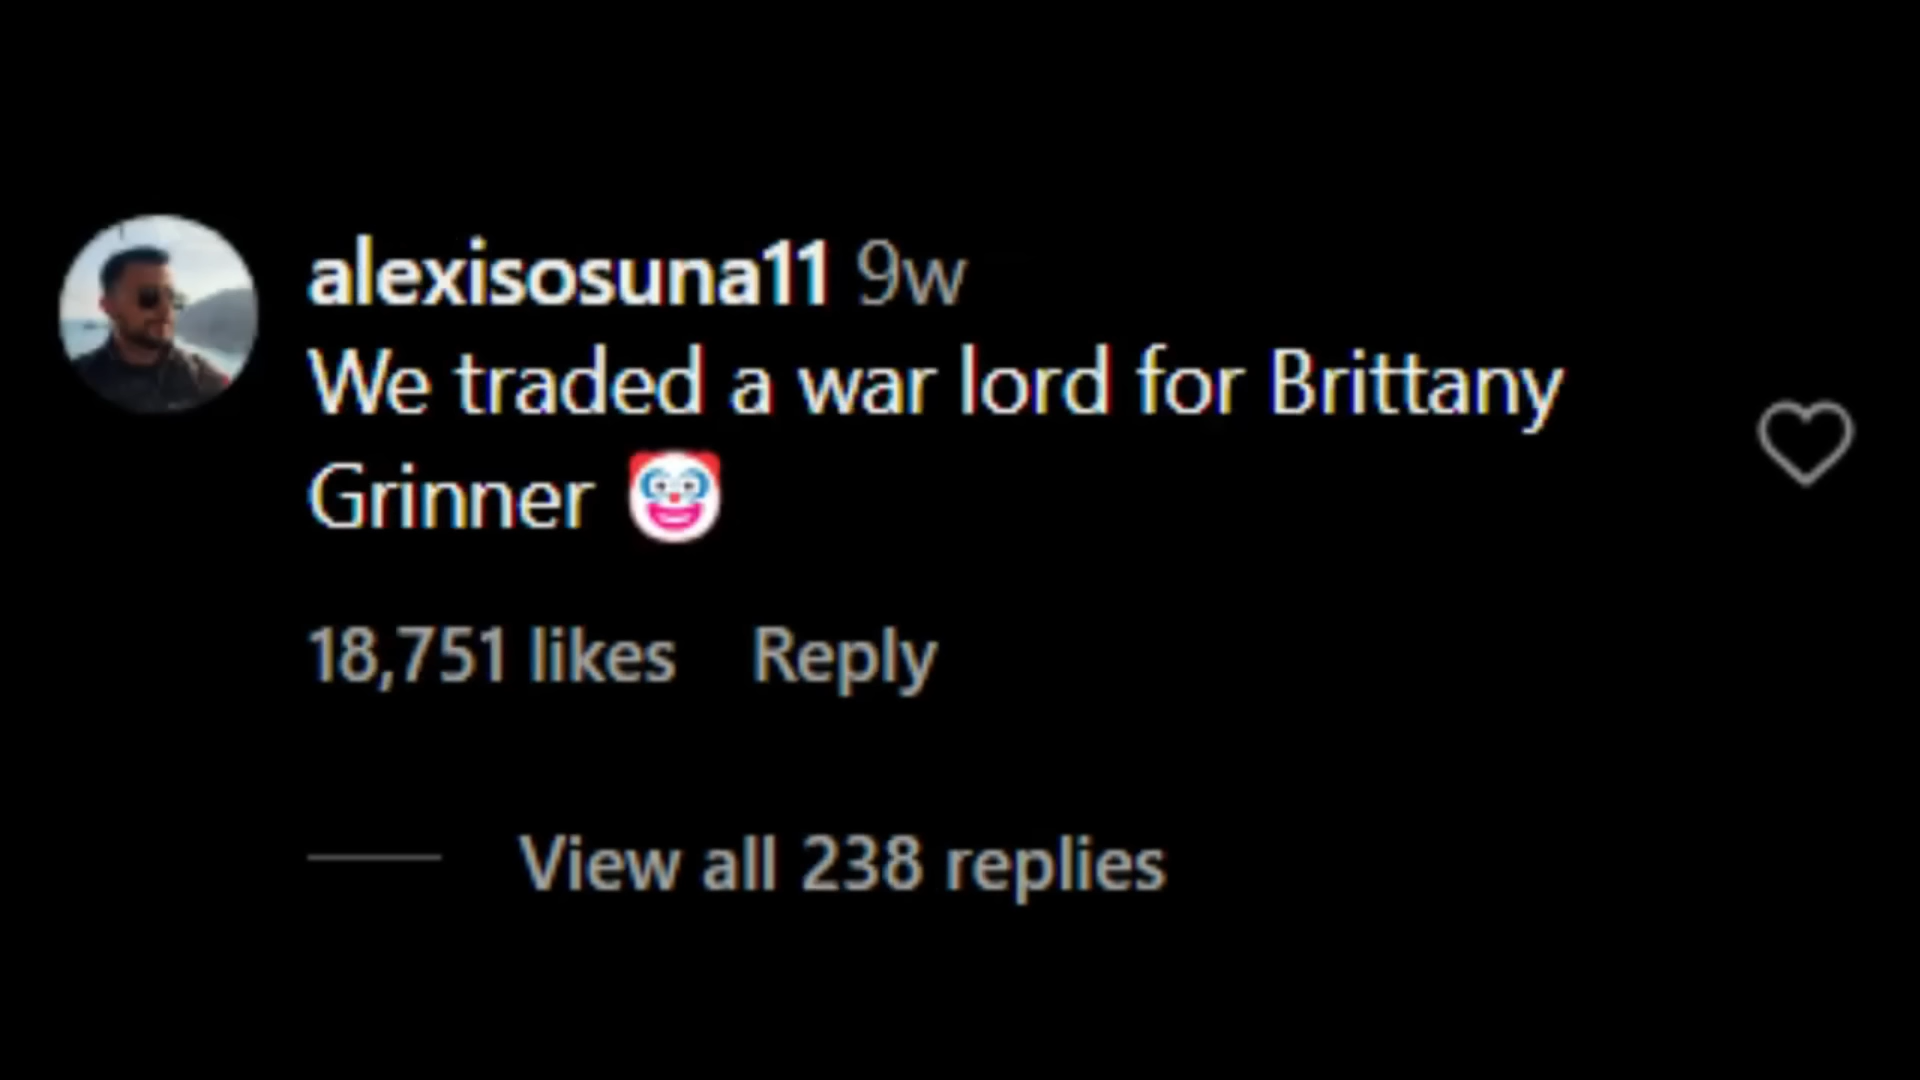 alexisosuna11 9w
We traded a war lord for Brittany
Grinner 🤡
18,751 likes Reply
View all 238 replies